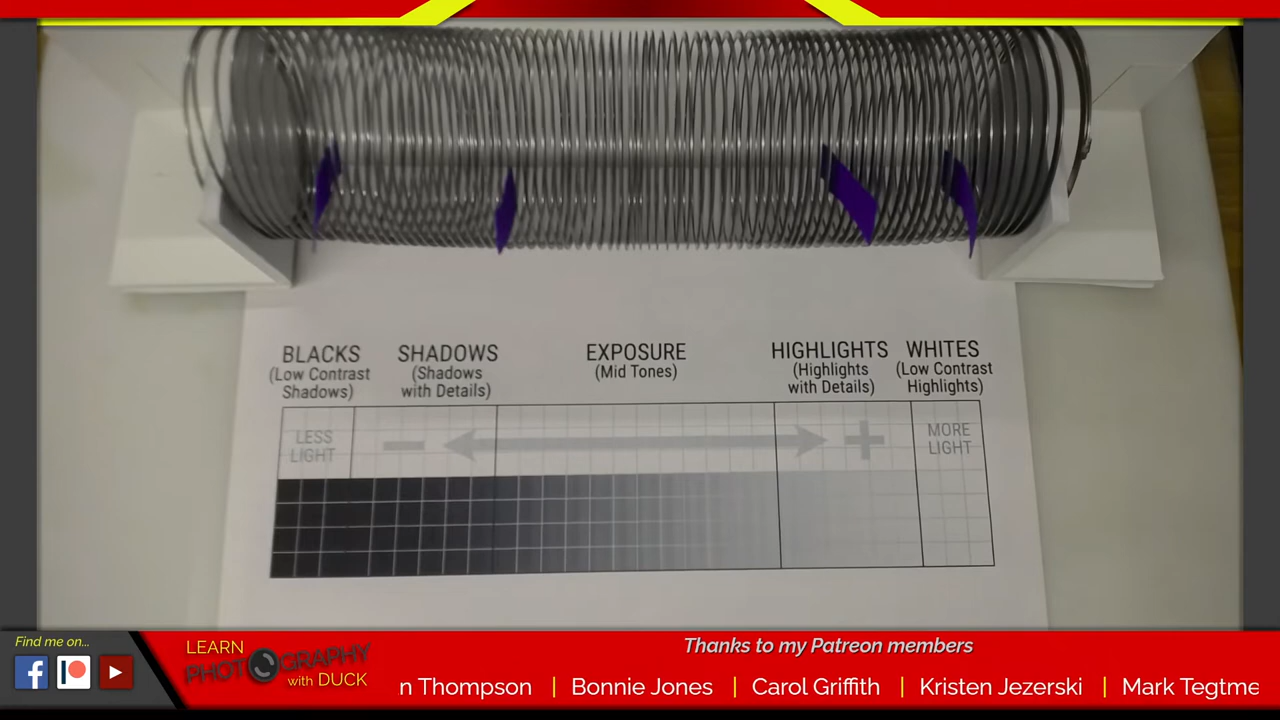 BLACKS
(Low Contrast
Shadows)
SHADOWS
(Shadows
with Details)
EXPOSURE
(Mid Tones)
HIGHLIGHTS
(Highlights
with Details)
WHITES
(Low Contrast
Highlights)
LESS
LIGHT
MORE
LIGHT
Find me on...
LEARN
PHOTOGRAPHY
with DUCK
Thanks to my Patreon members
n Thompson | Bonnie Jones | Carol Griffith | Kristen Jezerski | Mark Tegtme